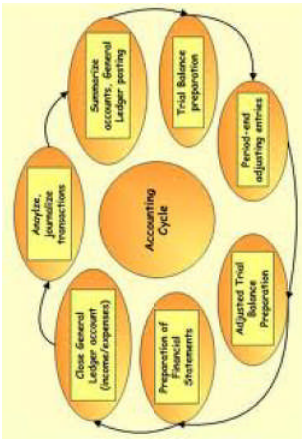 Anaylze,
journalize
transactions
Summarize
accounts, General
Ledger posting
Trial Balance
preparation
Period-end
adjusting entries
Adjusted Trial
Balance
Preparation
Preparation of
Financial
Statements
Close General
Ledger account
(income/expenses)
Accounting
Cycle